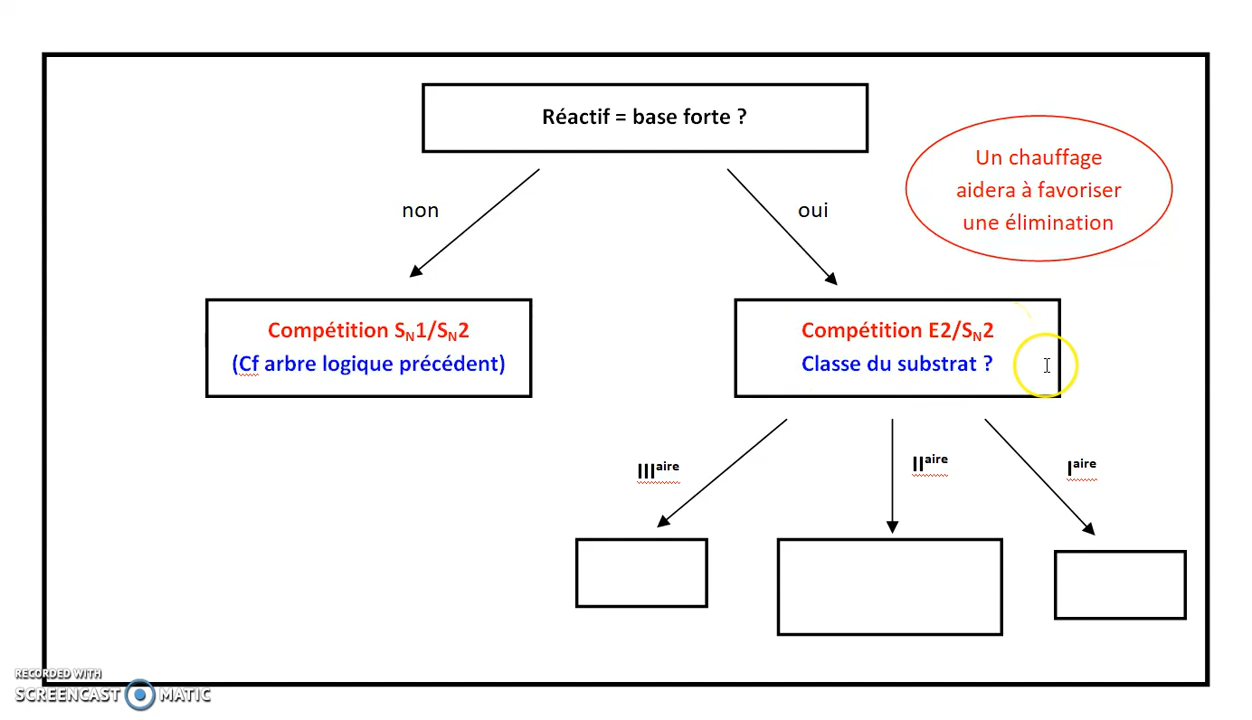 Réactif = base forte ?
Un chauffage
aidera à favoriser
une élimination
non
oui
Compétition SN1/SN2
(Cf arbre logique précédent)
Compétition E2/SN2
Classe du substrat ?
IIIaire
IIaire
Iaire
RECORDED WITH
SCREENCAST MATIC